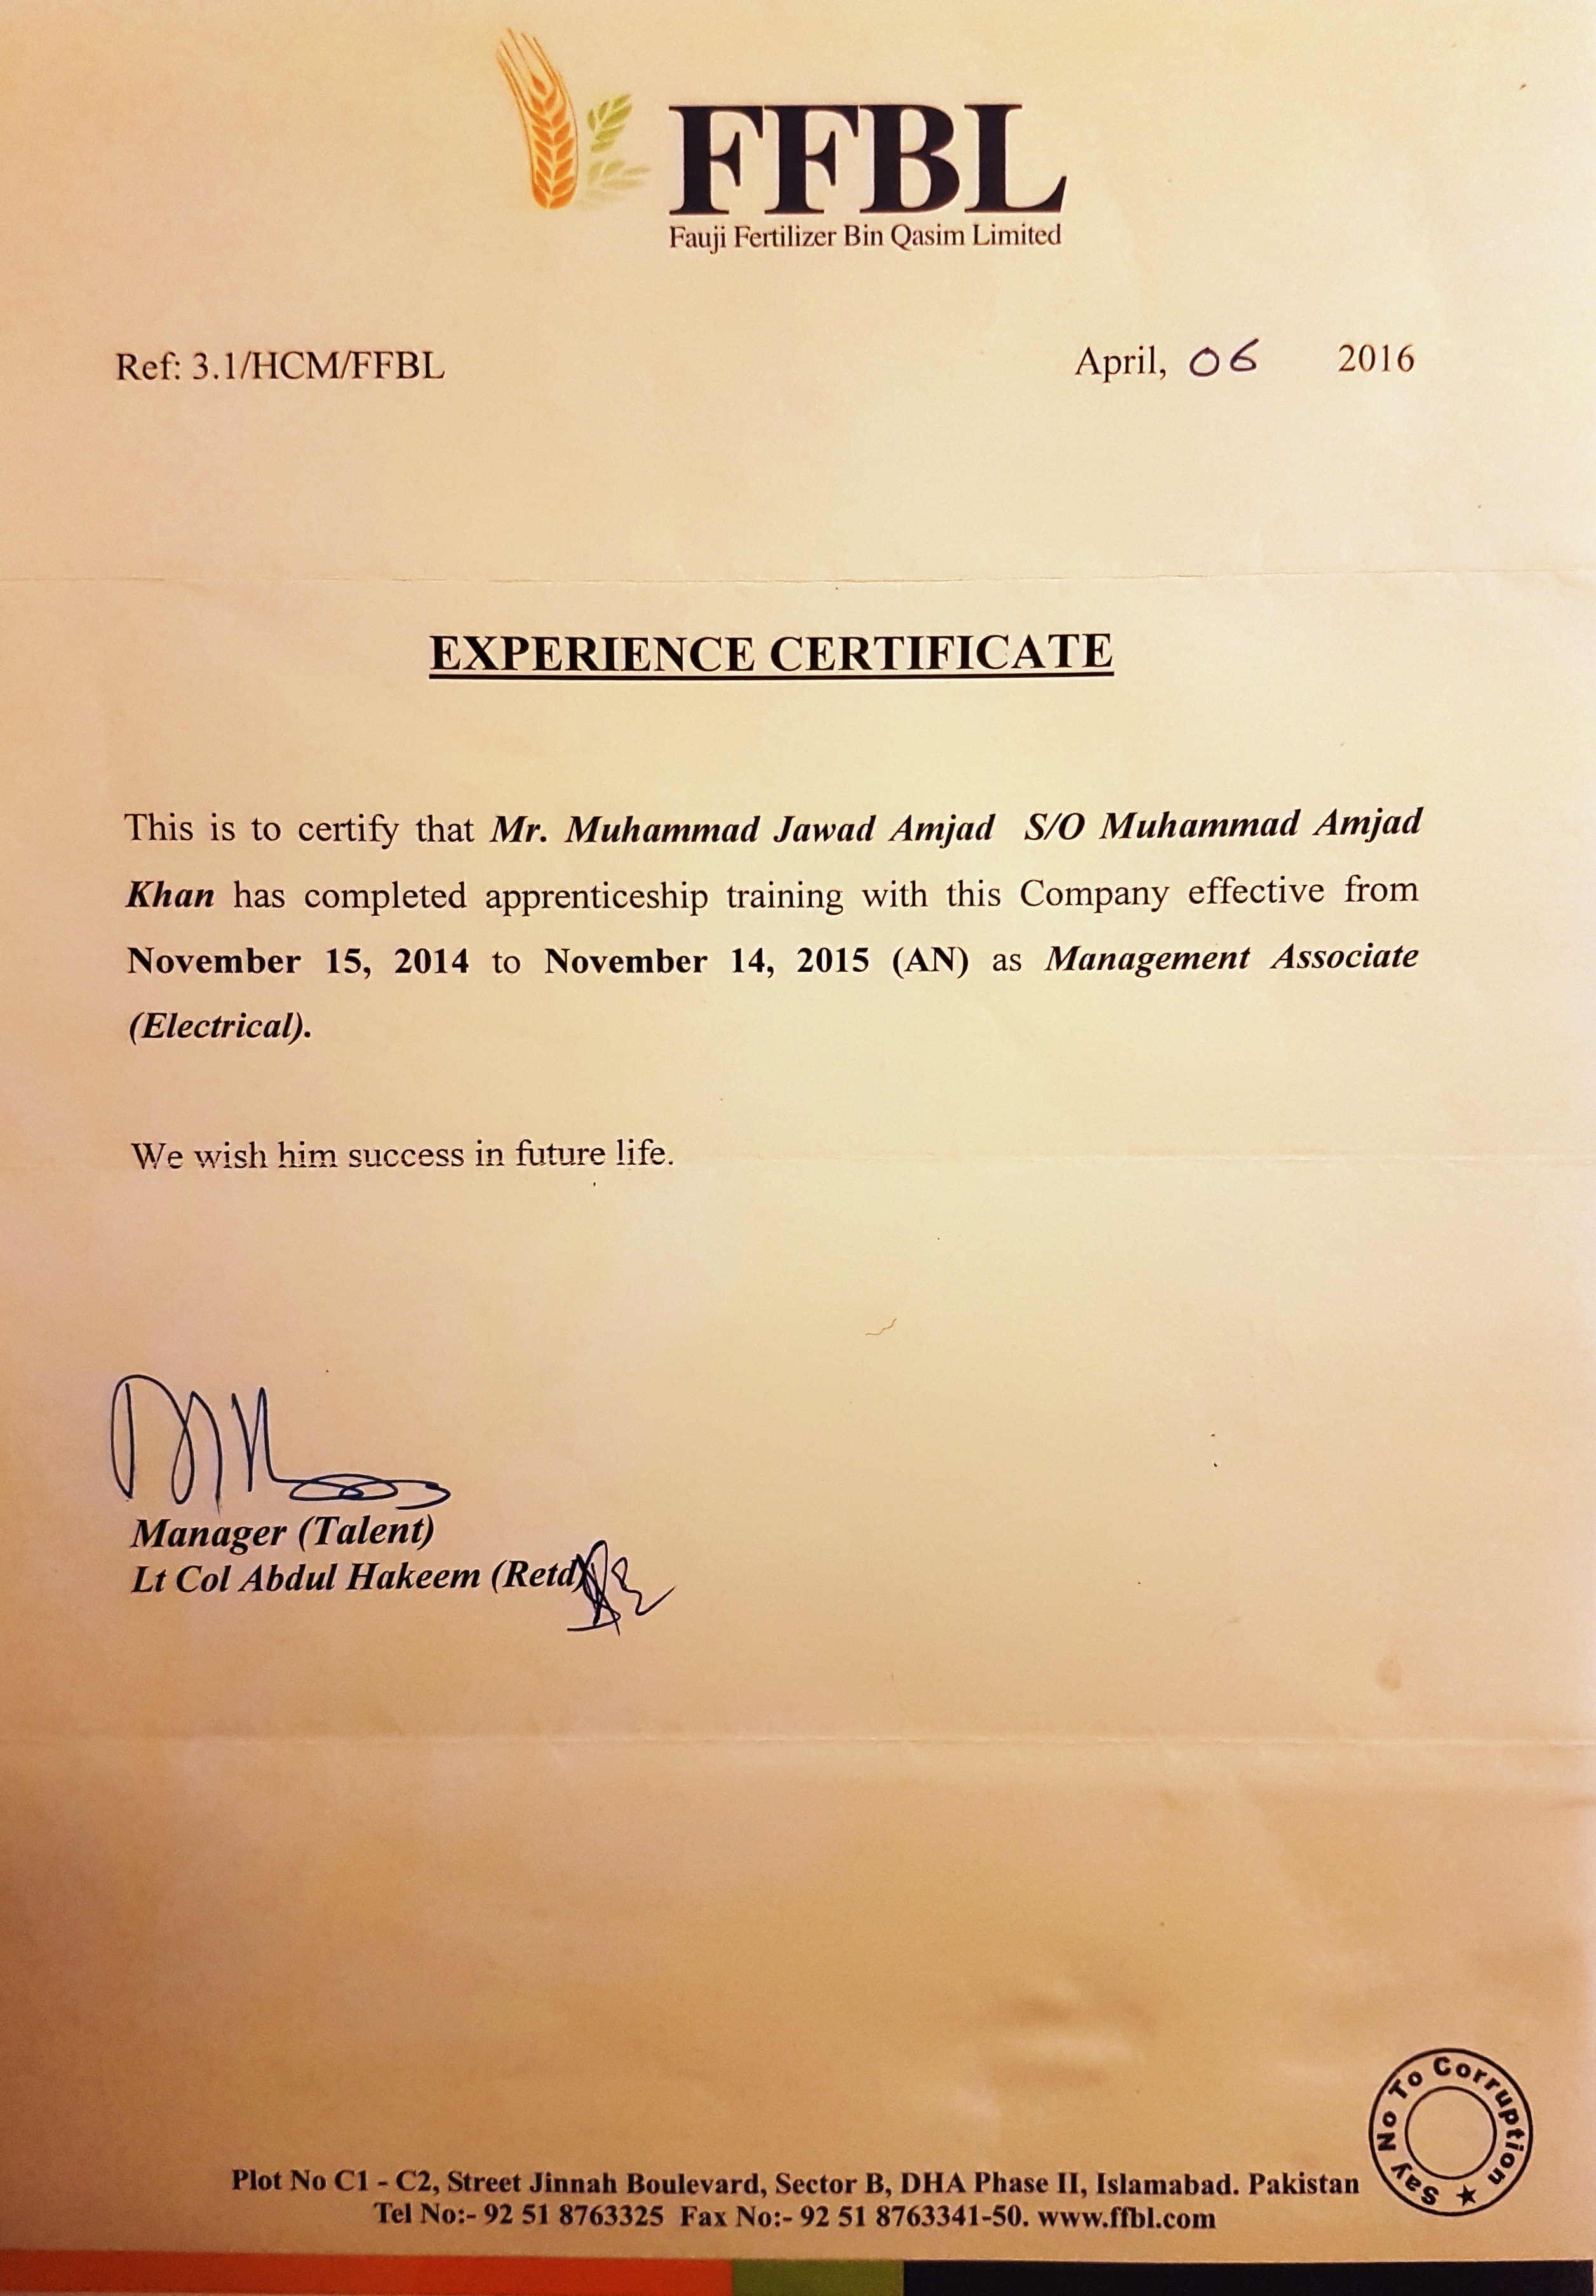 FFBL
Fauji Fertilizer Bin Qasim Limited
Ref: 3.1/HCM/FFBL
April, 06 2016
EXPERIENCE CERTIFICATE
This is to certify that Mr. Muhammad Jawad Amjad S/O Muhammad Amjad
Khan has completed apprenticeship training with this Company effective from
November 15, 2014 to November 14, 2015 (AN) as Management Associate
(Electrical).
We wish him success in future life.
Manager (Talent)
Lt Col Abdul Hakeem (Retd)
Say No To Corruption
Plot No C1 - C2, Street Jinnah Boulevard, Sector B, DHA Phase II, Islamabad. Pakistan
Tel No:- 92 51 8763325 Fax No:- 92 51 8763341-50. www.ffbl.com